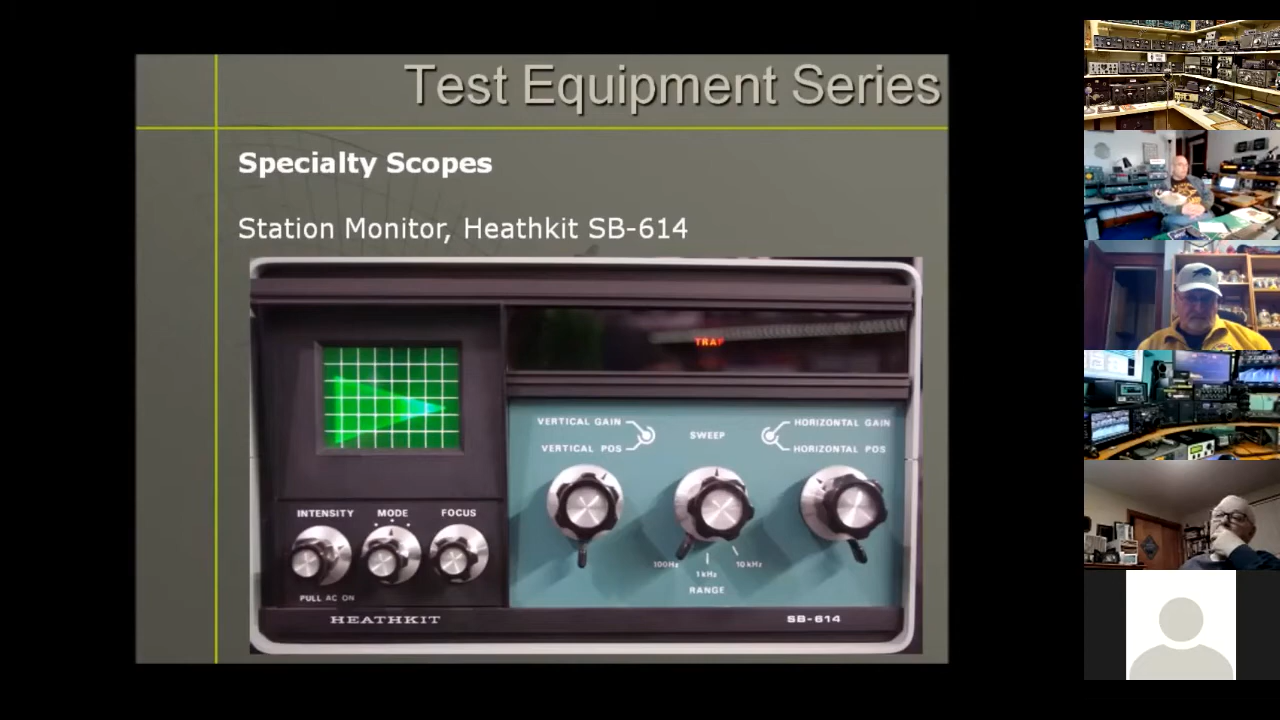 Test Equipment Series
Specialty Scopes
Station Monitor, Heathkit SB-614
TRAP
VERTICAL GAIN
VERTICAL POS
SWEEP
HORIZONTAL GAIN
HORIZONTAL POS
INTENSITY
MODE
FOCUS
100Hz
1 kHz
10 kHz
RANGE
PULL AC ON
HEATHKIT
SB-614